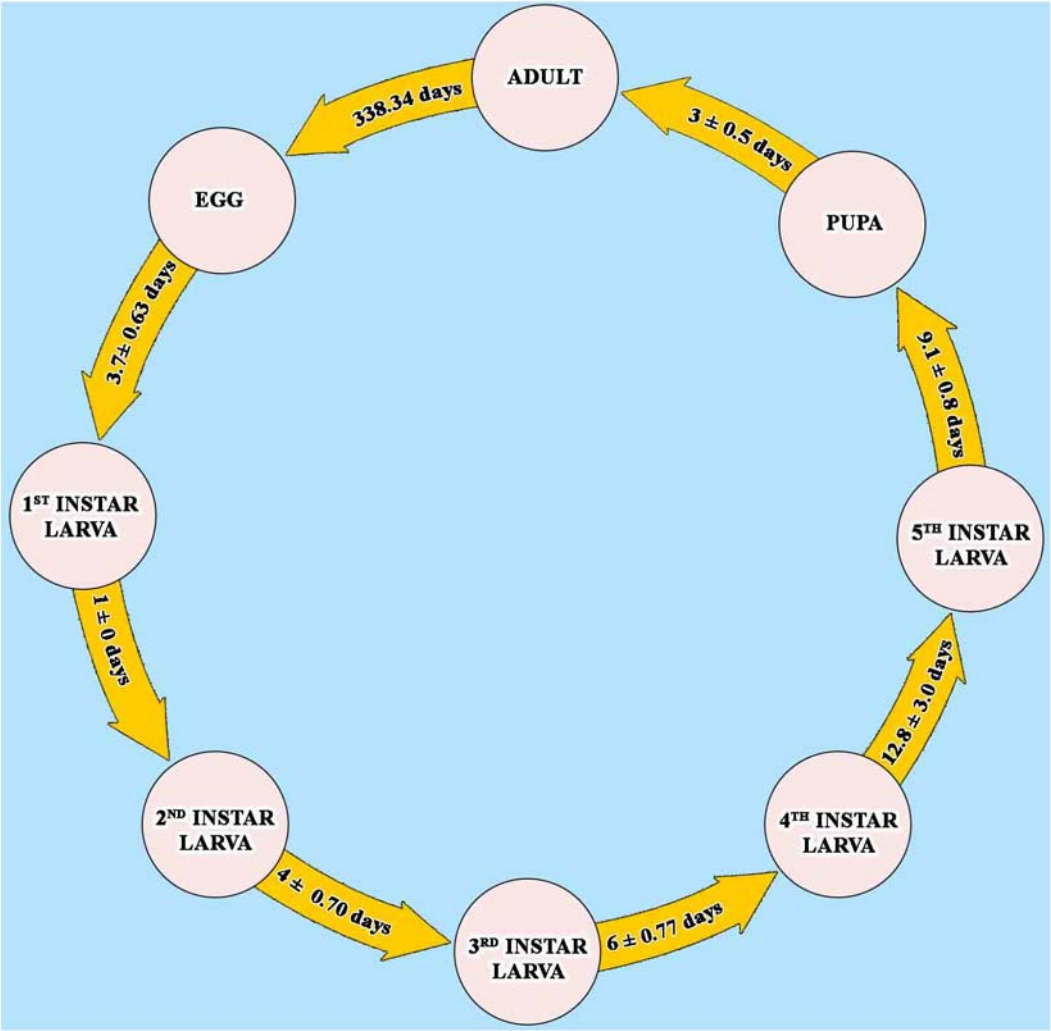 ADULT
338.34 days
EGG
3.7± 0.63 days
1ST INSTAR
LARVA
1 ± 0 days
2ND INSTAR
LARVA
4 ± 0.70 days
3RD INSTAR
LARVA
6 ± 0.77 days
4TH INSTAR
LARVA
12.8 ± 3.0 days
5TH INSTAR
LARVA
9.1 ± 0.8 days
PUPA
3 ± 0.5 days